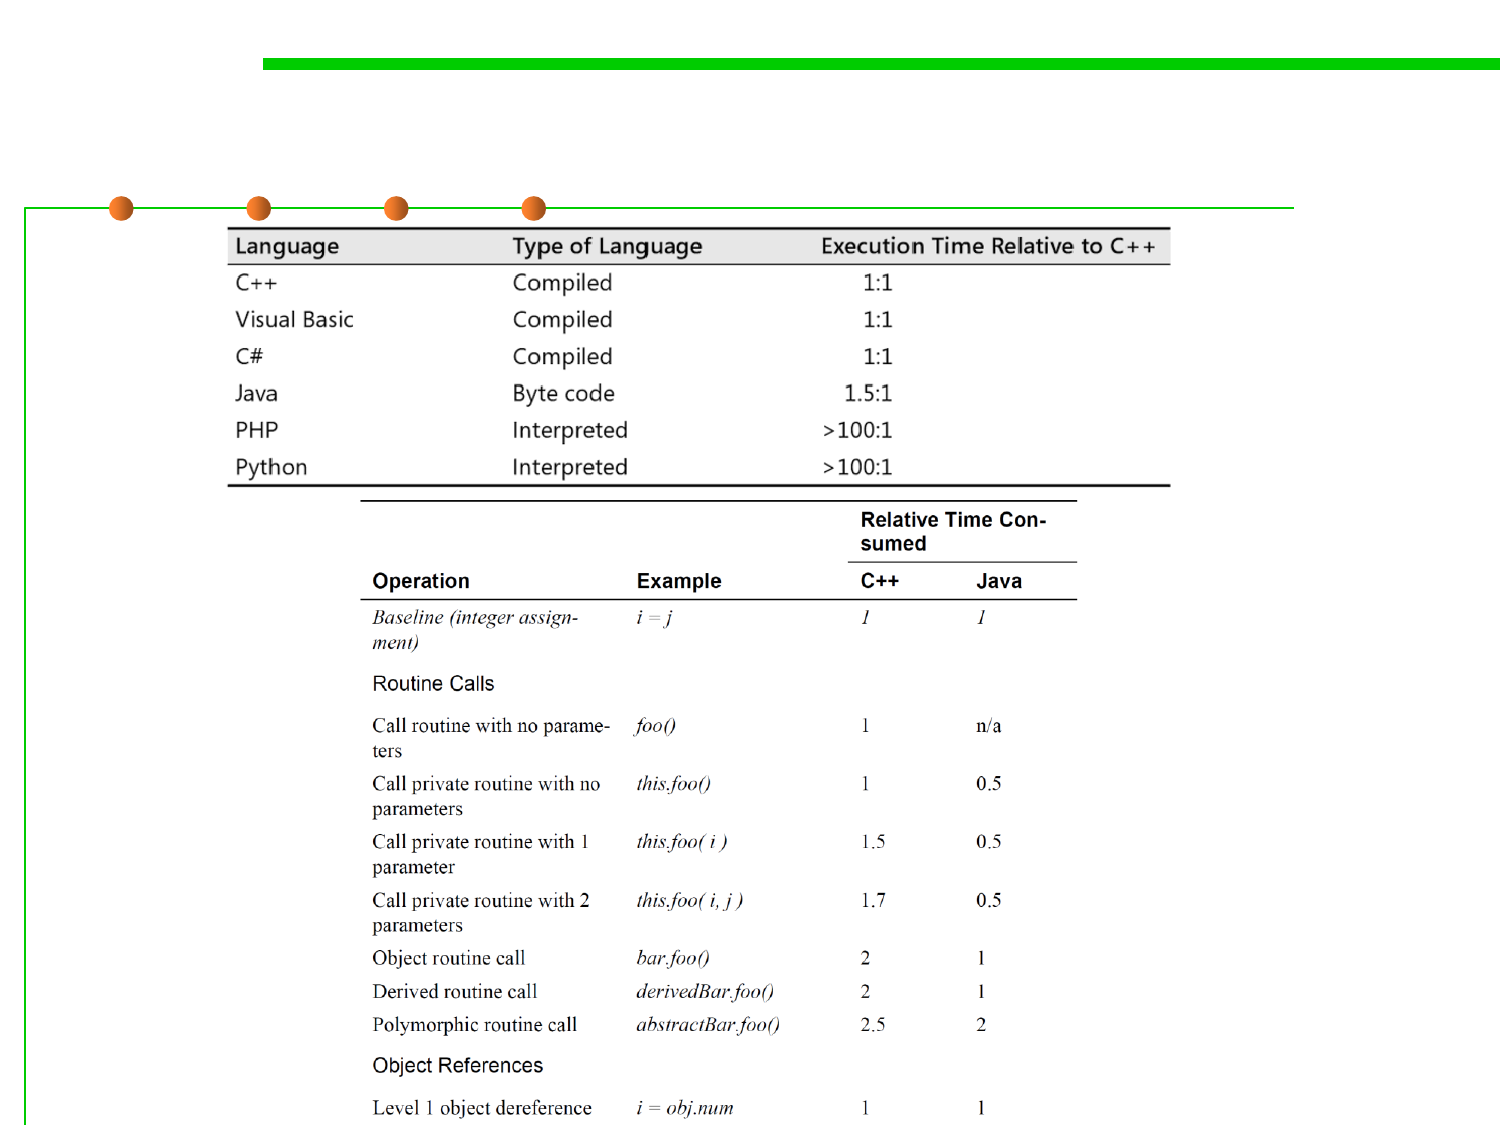 Language Type of Language Execution Time Relative to C++
C++ Compiled 1:1
Visual Basic Compiled 1:1
C# Compiled 1:1
Java Byte code 1.5:1
PHP Interpreted >100:1
Python Interpreted >100:1
Relative Time Con-
sumed
Operation Example C++ Java
Baseline (integer assign- i = j 1 1
ment)
Routine Calls
Call routine with no parame- foo() 1 n/a
ters
Call private routine with no this.foo() 1 0.5
parameters
Call private routine with 1 this.foo( i ) 1.5 0.5
parameter
Call private routine with 2 this.foo( i, j ) 1.7 0.5
parameters
Object routine call bar.foo() 2 1
Derived routine call derivedBar.foo() 2 1
Polymorphic routine call abstractBar.foo() 2.5 2
Object References
Level 1 object dereference i = obj.num 1 1